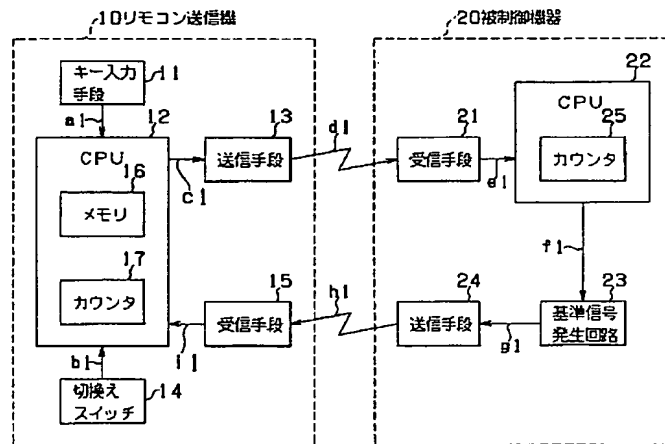 10リモコン送信機
20被制御機器
キー入力
手段
11
a1
12
CPU
16
メモリ
17
カウンタ
b1
切換え
スイッチ
14
c1
13
送信手段
d1
21
受信手段
e1
22
CPU
25
カウンタ
f1
23
基準信号
発生回路
g1
24
送信手段
h1
15
受信手段
i1